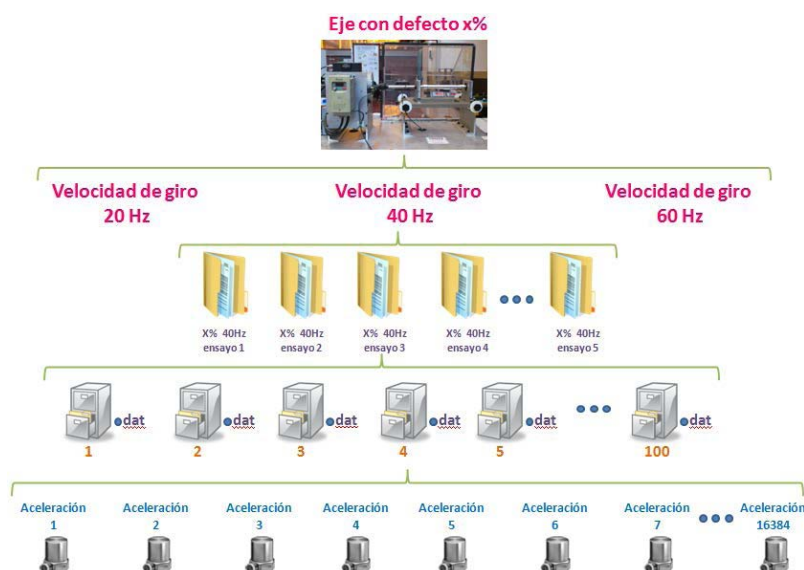 Eje con defecto x%
Velocidad de giro
20 Hz
Velocidad de giro
40 Hz
Velocidad de giro
60 Hz
X% 40Hz
ensayo 1
X% 40Hz
ensayo 2
X% 40Hz
ensayo 3
X% 40Hz
ensayo 4
X% 40Hz
ensayo 5
dat
dat
dat
dat
dat
dat
1
2
3
4
5
100
Aceleración
1
Aceleración
2
Aceleración
3
Aceleración
4
Aceleración
5
Aceleración
6
Aceleración
7
Aceleración
16384